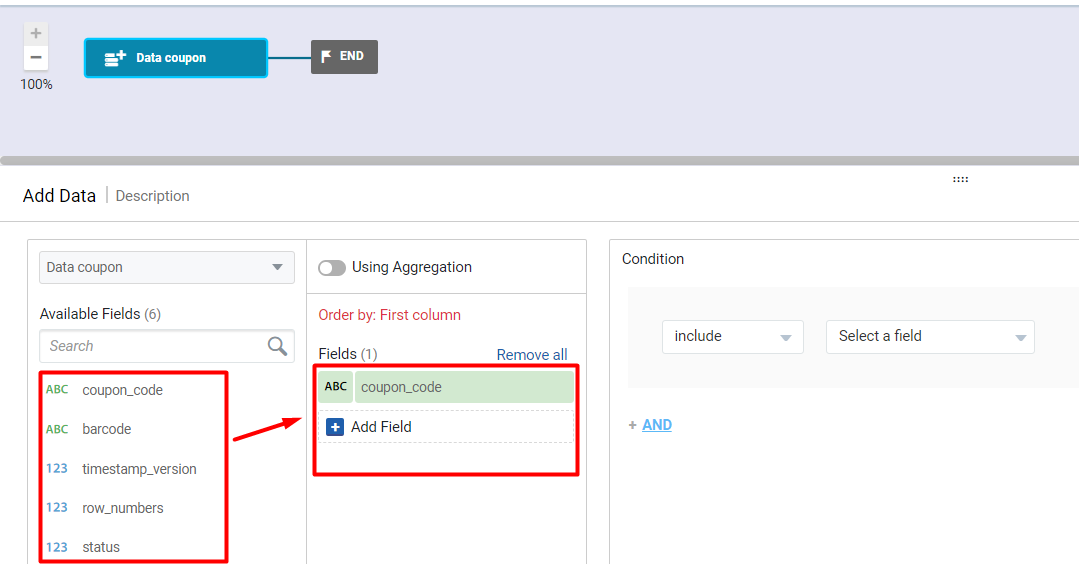 100%
Data coupon
END
Add Data
Description
Data coupon
Available Fields (6)
Search
ABC coupon_code
ABC barcode
123 timestamp_version
123 row_numbers
123 status
Using Aggregation
Order by: First column
Fields (1) Remove all
ABC coupon_code
+ Add Field
Condition
include
Select a field
+ AND